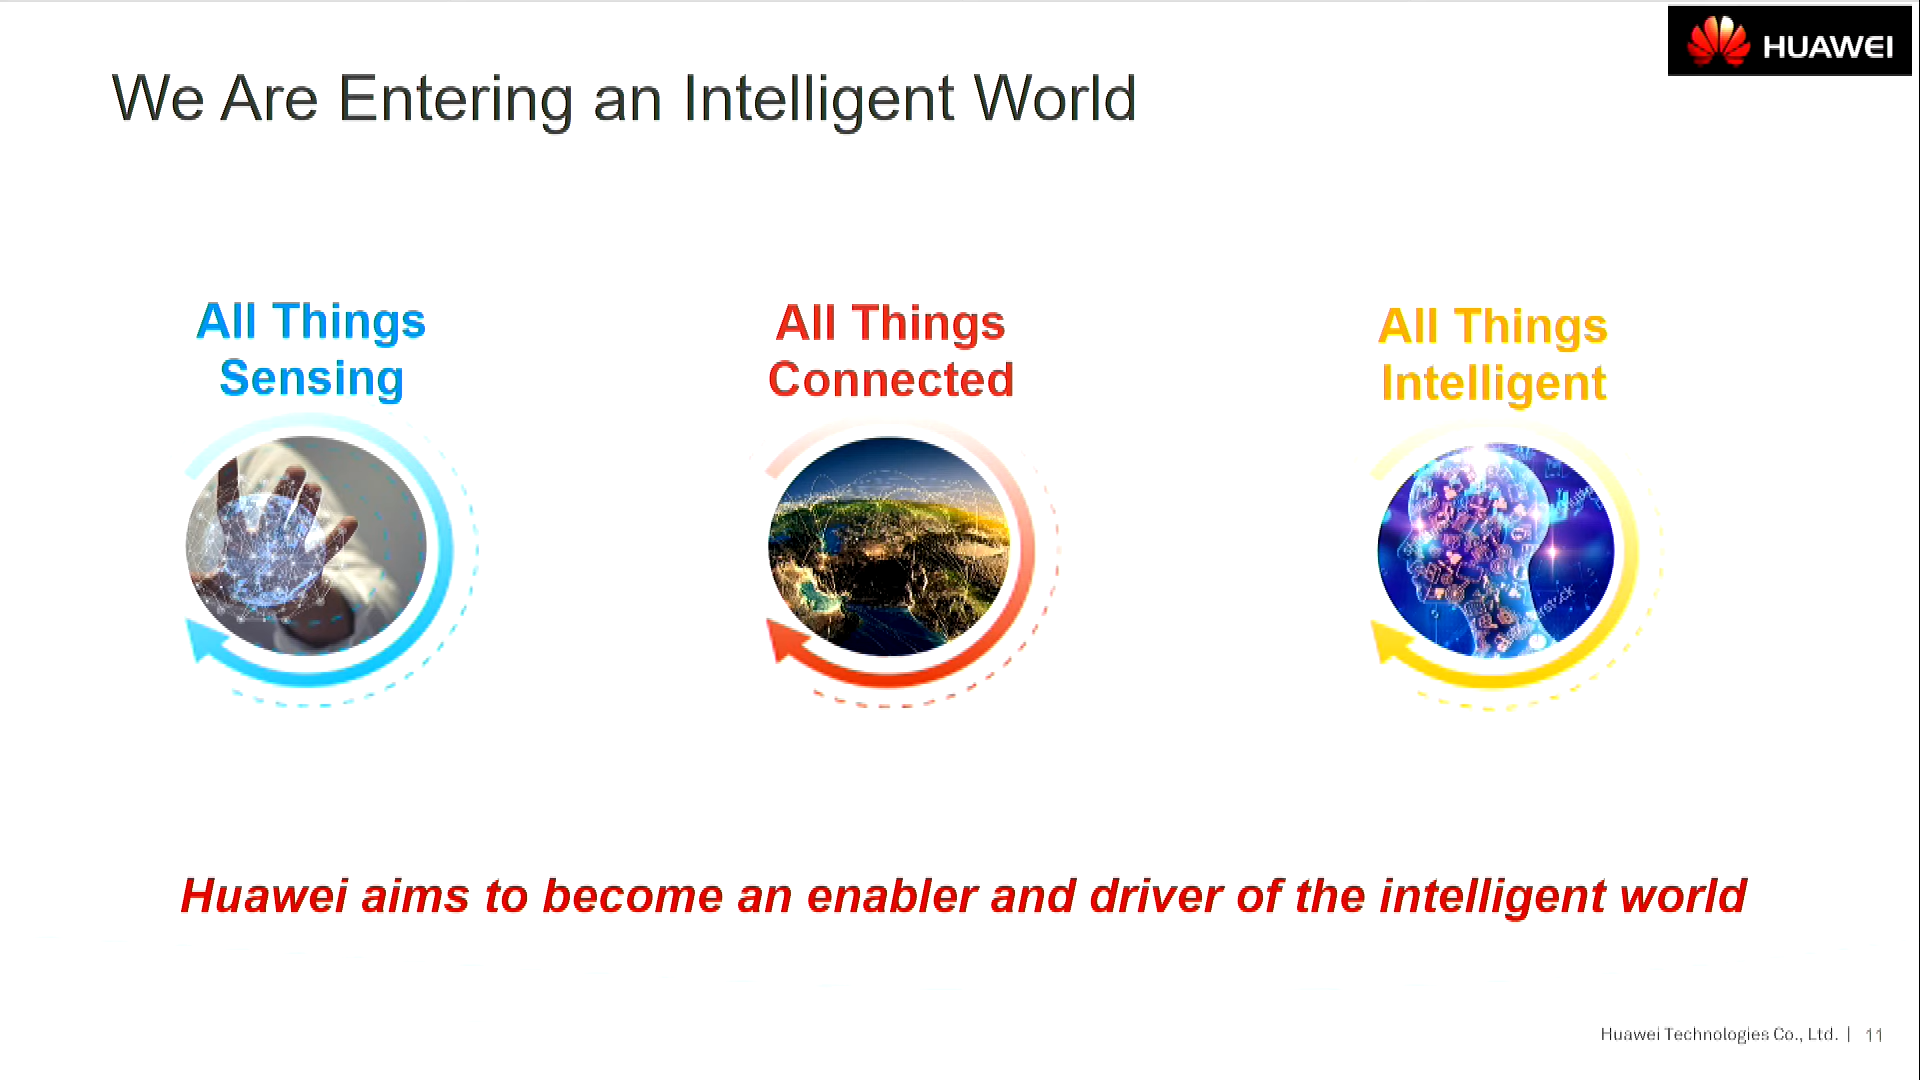 HUAWEI
We Are Entering an Intelligent World
All Things
Sensing
All Things
Connected
All Things
Intelligent
Huawei aims to become an enabler and driver of the intelligent world
Huawei Technologies Co., Ltd. | 11